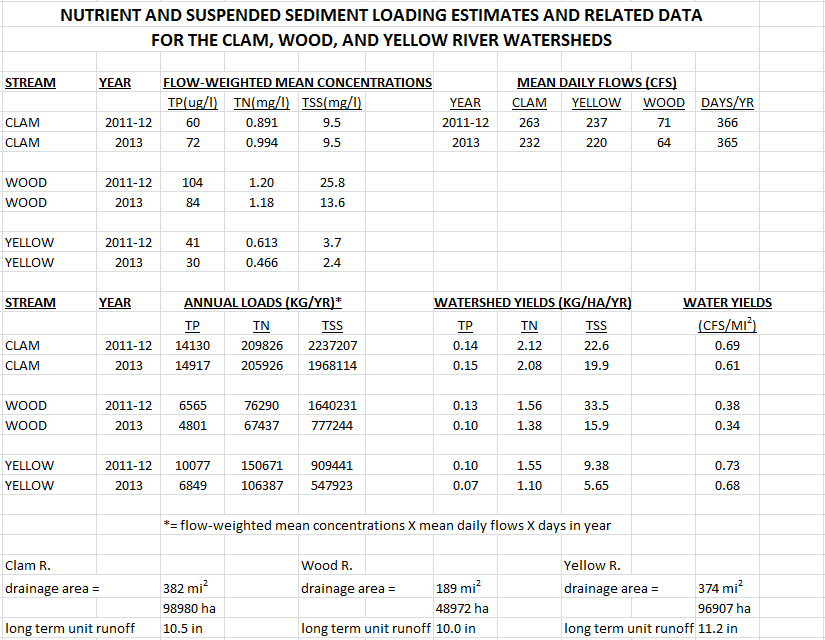 NUTRIENT AND SUSPENDED SEDIMENT LOADING ESTIMATES AND RELATED DATA
FOR THE CLAM, WOOD, AND YELLOW RIVER WATERSHEDS
STREAM YEAR FLOW-WEIGHTED MEAN CONCENTRATIONS MEAN DAILY FLOWS (CFS)
TP(ug/l) TN(mg/l) TSS(mg/l) YEAR CLAM YELLOW WOOD DAYS/YR
CLAM 2011-12 60 0.891 9.5 2011-12 263 237 71 366
CLAM 2013 72 0.994 9.5 2013 232 220 64 365
WOOD 2011-12 104 1.20 25.8
WOOD 2013 84 1.18 13.6
YELLOW 2011-12 41 0.613 3.7
YELLOW 2013 30 0.466 2.4
STREAM YEAR ANNUAL LOADS (KG/YR)* WATERSHED YIELDS (KG/HA/YR) WATER YIELDS
TP TN TSS TP TN TSS (CFS/MI²)
CLAM 2011-12 14130 209826 2237207 0.14 2.12 22.6 0.69
CLAM 2013 14917 205926 1968114 0.15 2.08 19.9 0.61
WOOD 2011-12 6565 76290 1640231 0.13 1.56 33.5 0.38
WOOD 2013 4801 67437 777244 0.10 1.38 15.9 0.34
YELLOW 2011-12 10077 150671 909441 0.10 1.55 9.38 0.73
YELLOW 2013 6849 106387 547923 0.07 1.10 5.65 0.68
*= flow-weighted mean concentrations X mean daily flows X days in year
Clam R. Wood R. Yellow R.
drainage area = 382 mi² drainage area = 189 mi² drainage area = 374 mi²
98980 ha 48972 ha 96907 ha
long term unit runoff 10.5 in long term unit runoff 10.0 in long term unit runoff 11.2 in